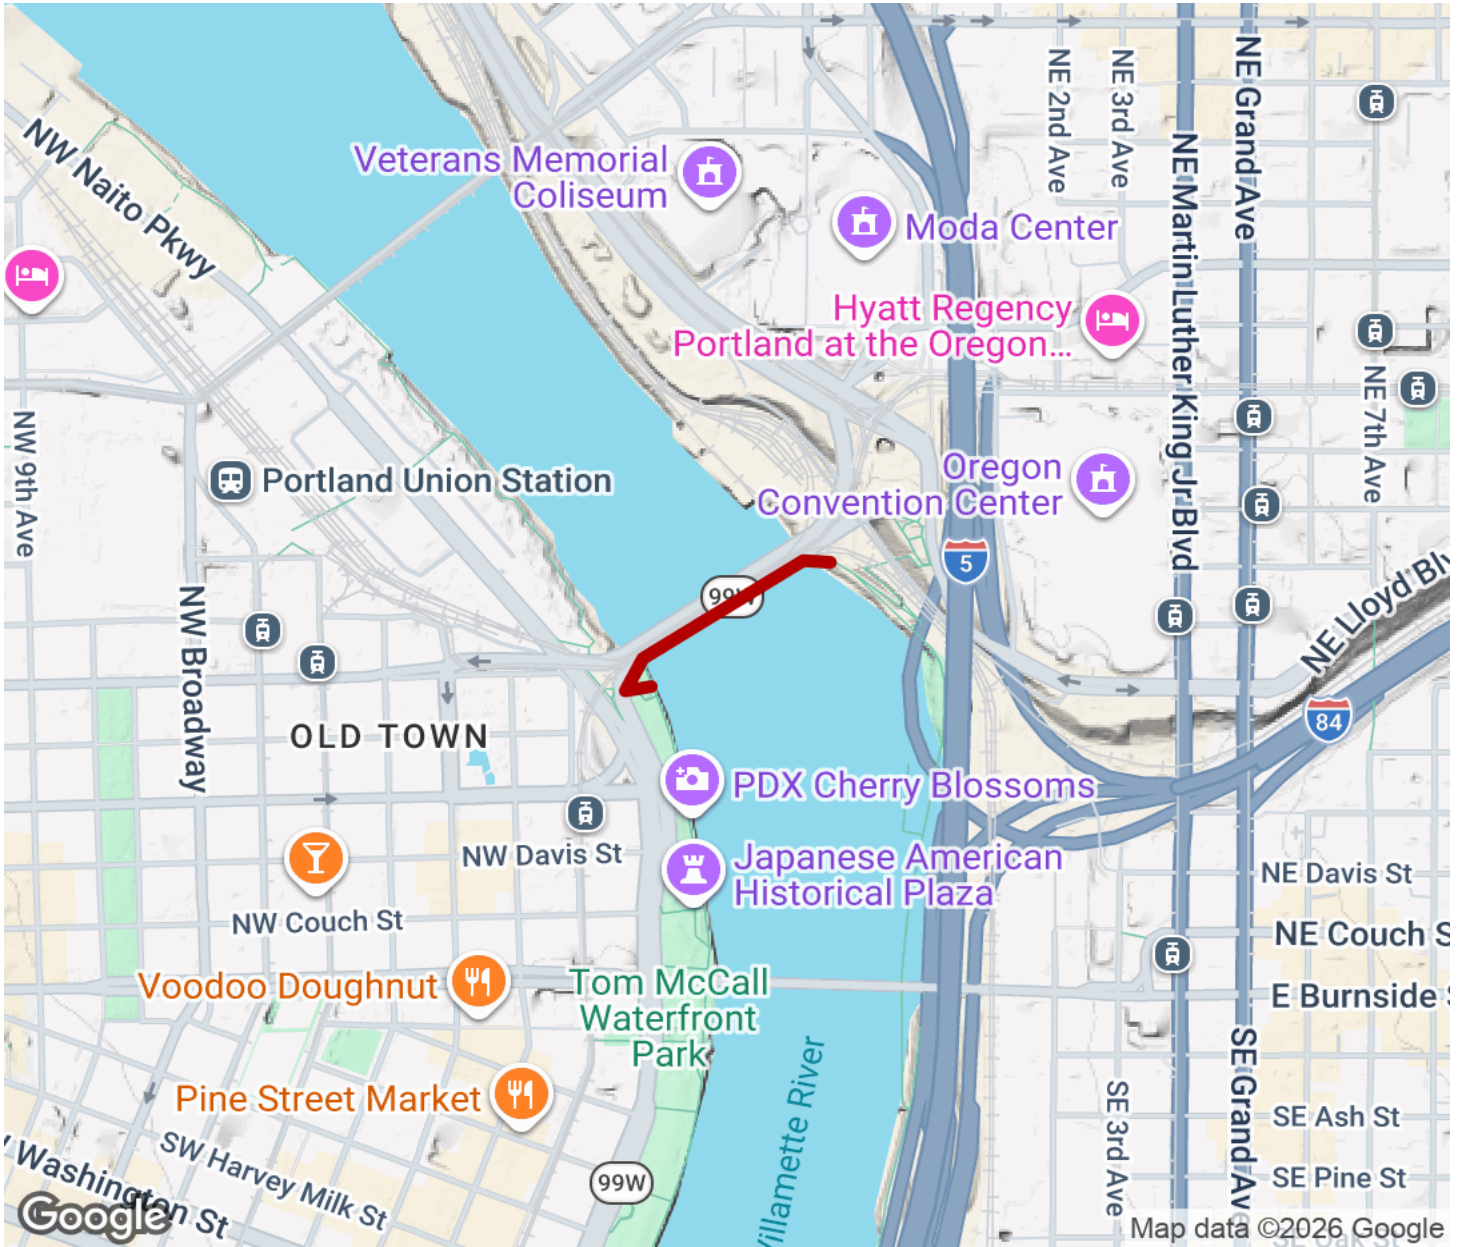 NE 2nd Ave
NE 3rd Ave
NE Grand Ave
NW Naito Pkwy
Veterans Memorial
Coliseum
Moda Center
NE Martin Luther King Jr Blvd
Hyatt Regency
Portland at the Oregon...
NW 9th Ave
NE 7th Ave
Portland Union Station
Oregon
Convention Center
5
99W
NW Broadway
NE Lloyd Blv
84
OLD TOWN
PDX Cherry Blossoms
NW Davis St
Japanese American
Historical Plaza
NE Davis St
NW Couch St
NE Couch S
Voodoo Doughnut
Tom McCall
Waterfront
Park
E Burnside S
Pine Street Market
Willamette River
SE 3rd Ave
SE Grand Av
SE Ash St
SW Harvey Milk St
Washington St
99W
SE Pine St
Google
Map data ©2026 Google
SE Oak St